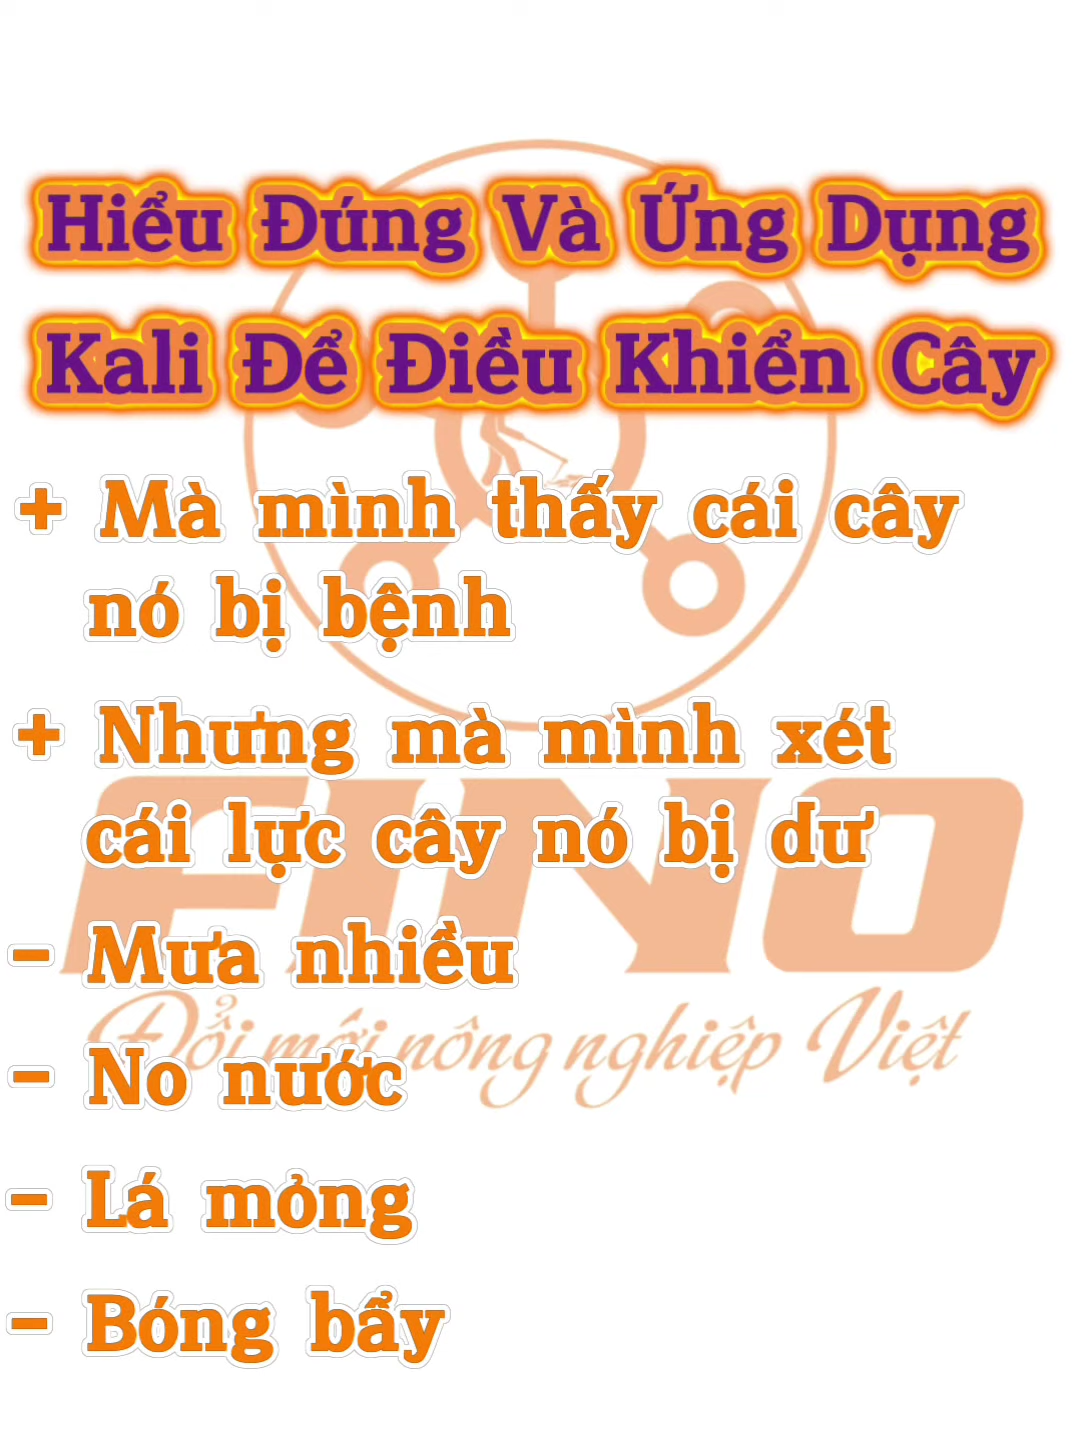 Hiểu Đúng Và Ứng Dụng
Kali Để Điều Khiển Cây
+ Mà mình thấy cái cây
nó bị bệnh
+ Nhưng mà mình xét
cái lực cây nó bị dư
FINO
- Mưa nhiều
Đổi mới nông nghiệp Việt
- No nước
- Lá mỏng
- Bóng bẩy